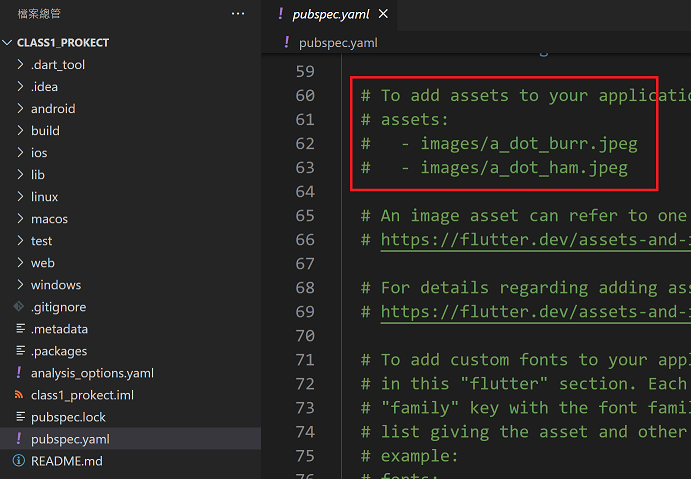 檔案總管 ···
CLASS1_PROKECT
.dart_tool
.idea
android
build
ios
lib
linux
macos
test
web
windows
.gitignore
.metadata
.packages
! analysis_options.yaml
class1_prokect.iml
pubspec.lock
! pubspec.yaml
README.md
! pubspec.yaml
! pubspec.yaml
59
60 # To add assets to your applicatio
61 # assets:
62 #   - images/a_dot_burr.jpeg
63 #   - images/a_dot_ham.jpeg
64
65 # An image asset can refer to one
66 # https://flutter.dev/assets-and-i
67
68 # For details regarding adding ass
69 # https://flutter.dev/assets-and-i
70
71 # To add custom fonts to your appl
72 # in this "flutter" section. Each
73 # "family" key with the font famil
74 # list giving the asset and other
75 # example:
76 # fonts: